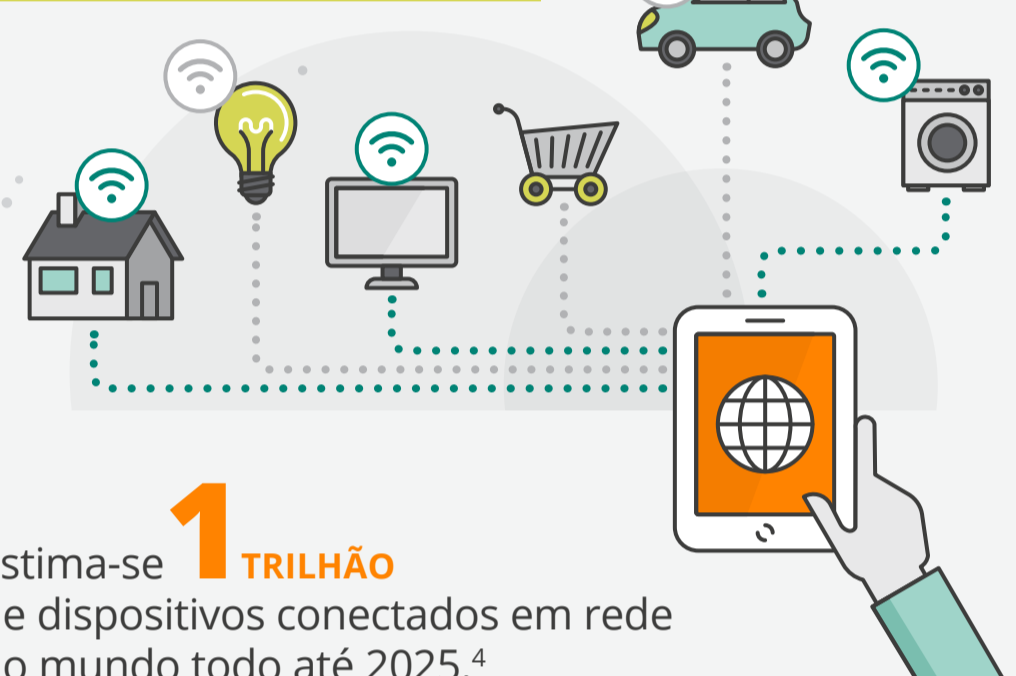 stima-se 1 TRILHÃO
e dispositivos conectados em rede
o mundo todo até 2025.⁴